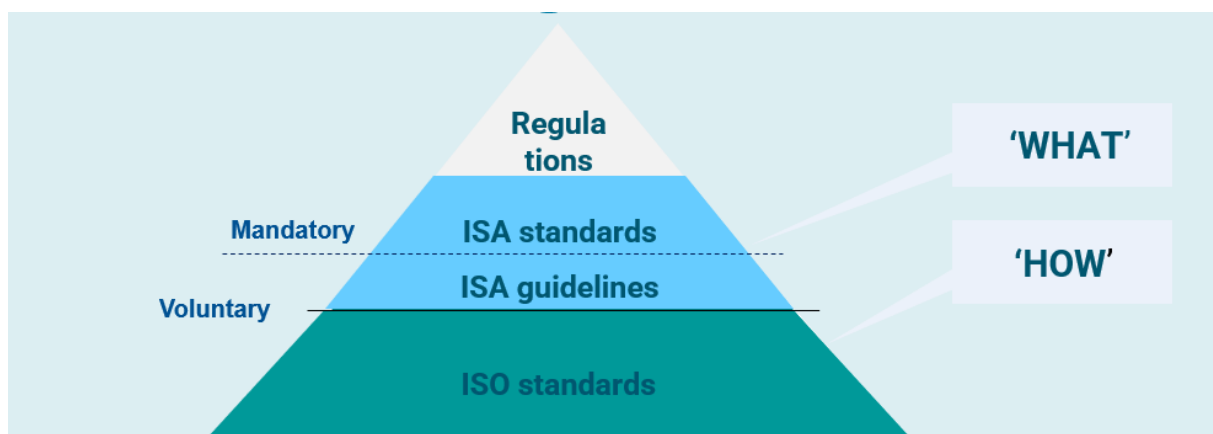 Regula
tions
‘WHAT’
Mandatory
ISA standards
‘HOW’
ISA guidelines
Voluntary
ISO standards